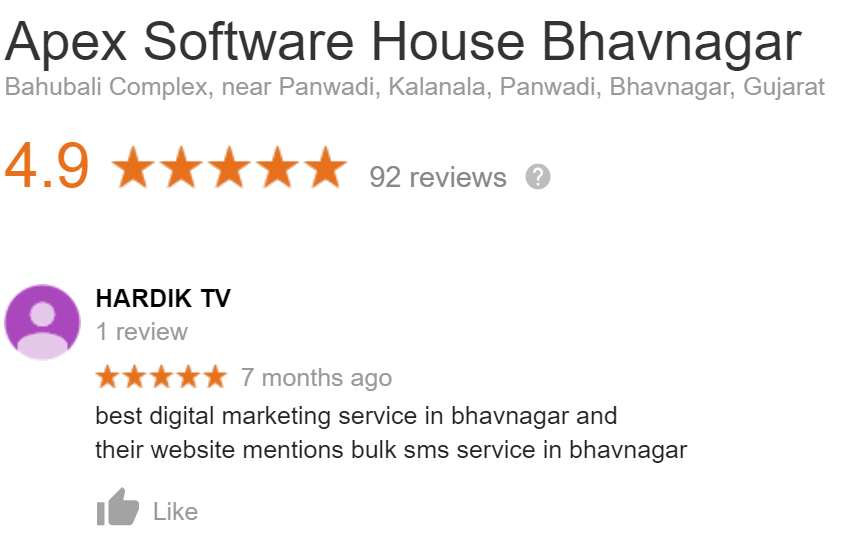 Apex Software House Bhavnagar
Bahubali Complex, near Panwadi, Kalanala, Panwadi, Bhavnagar, Gujarat
4.9 92 reviews ?
HARDIK TV
1 review
7 months ago
best digital marketing service in bhavnagar and
their website mentions bulk sms service in bhavnagar
Like